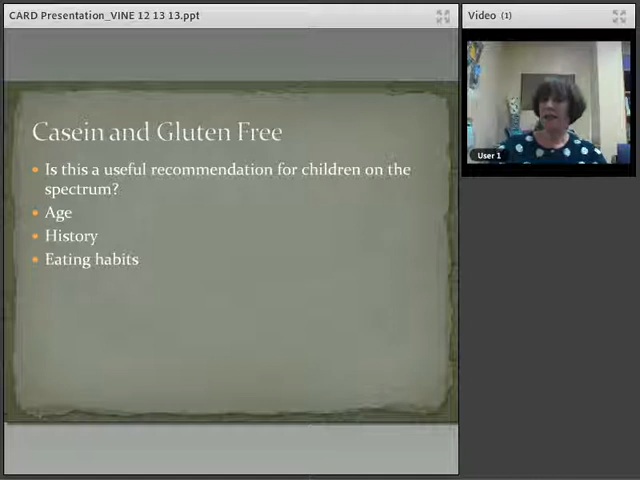 CARD Presentation_VINE 12 13 13.ppt
Video (1)
User 1
Casein and Gluten Free
• Is this a useful recommendation for children on the
spectrum?
• Age
• History
• Eating habits